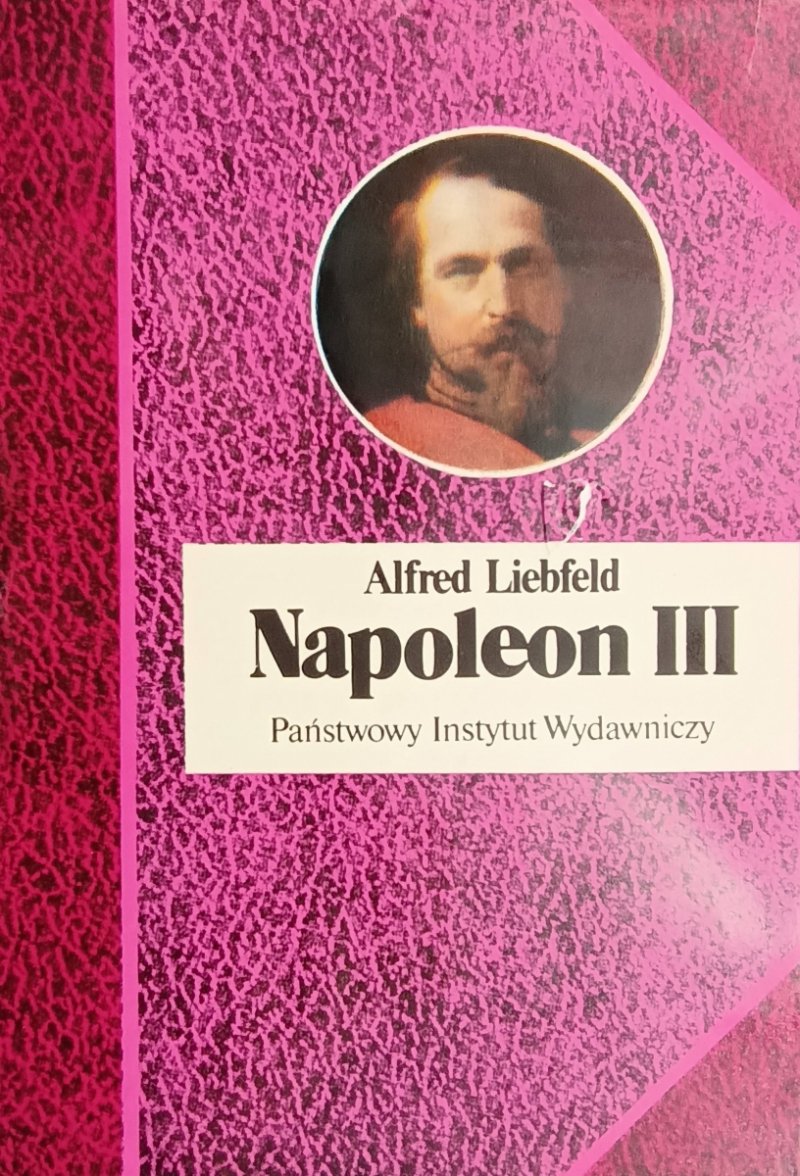 Alfred Liebfeld
Napoleon III
Państwowy Instytut Wydawniczy